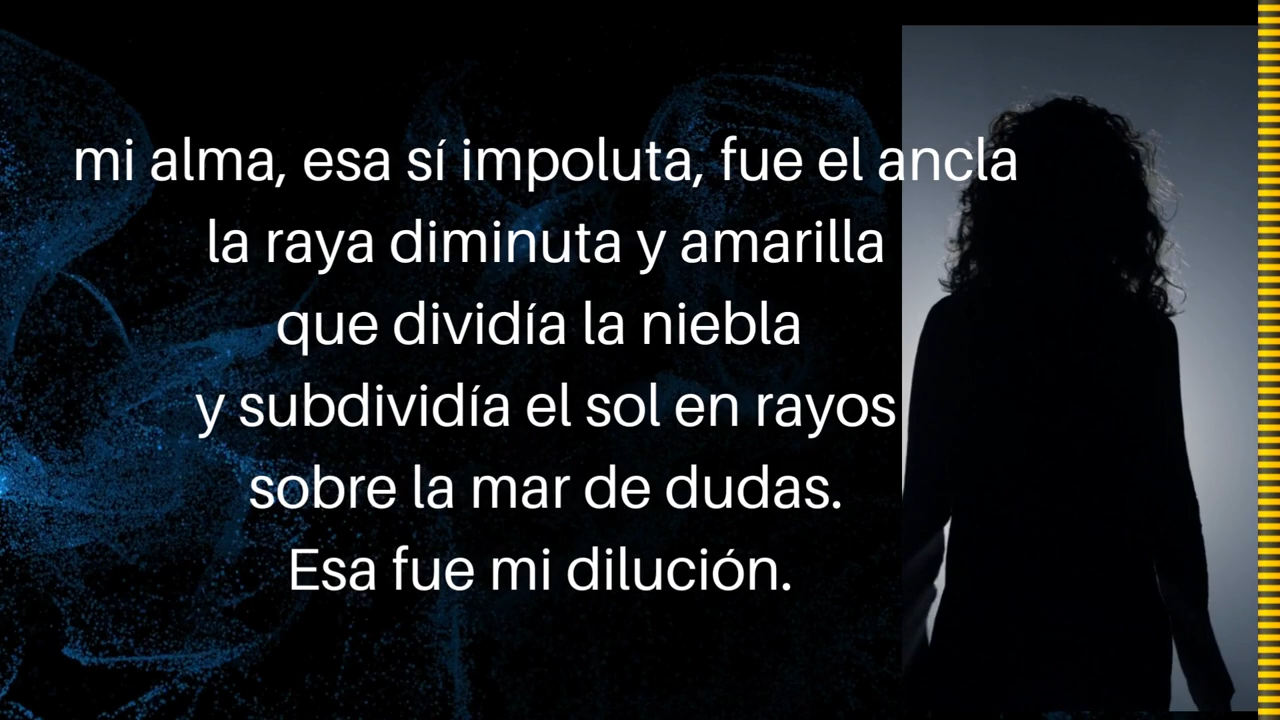 mi alma, esa sí impoluta, fue el ancla
la raya diminuta y amarilla
que dividía la niebla
y subdividía el sol en rayos
sobre la mar de dudas.
Esa fue mi dilución.